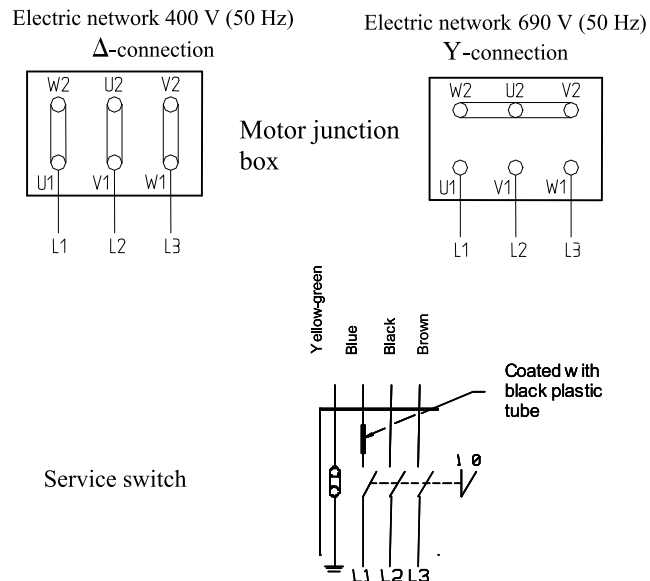 Electric network 400 V (50 Hz)
Δ-connection
W2 U2 V2
U1 V1 W1
L1 L2 L3
Motor junction
box
Electric network 690 V (50 Hz)
Y-connection
W2 U2 V2
U1 V1 W1
L1 L2 L3
Yellow-green
Blue
Black
Brown
Coated with
black plastic
tube
1 0
Service switch
L1 L2 L3